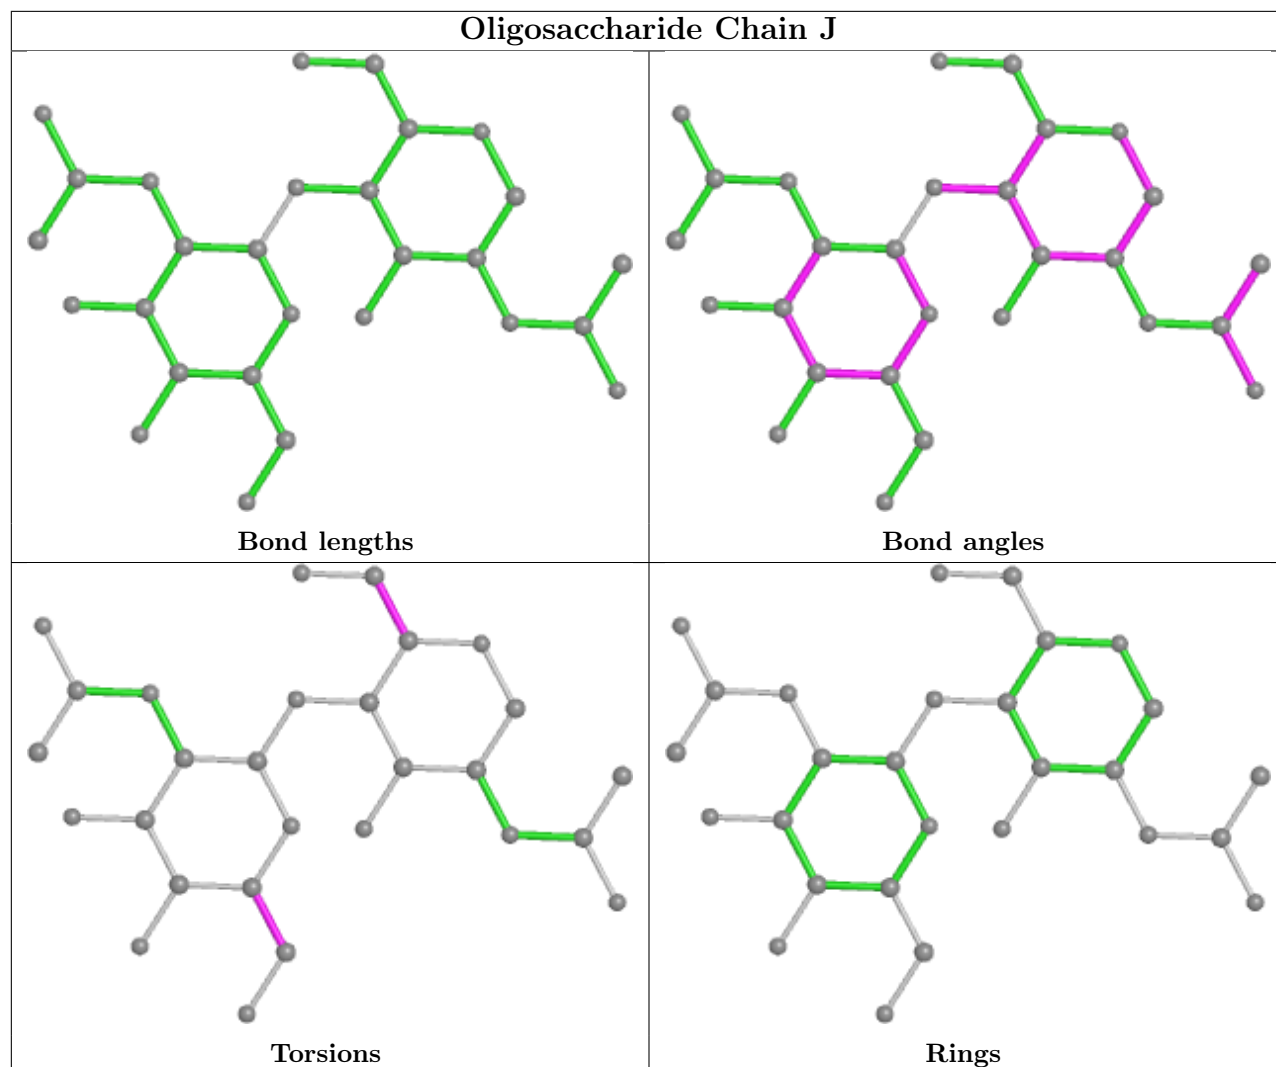 Oligosaccharide Chain J
Bond lengths
Bond angles
Torsions
Rings